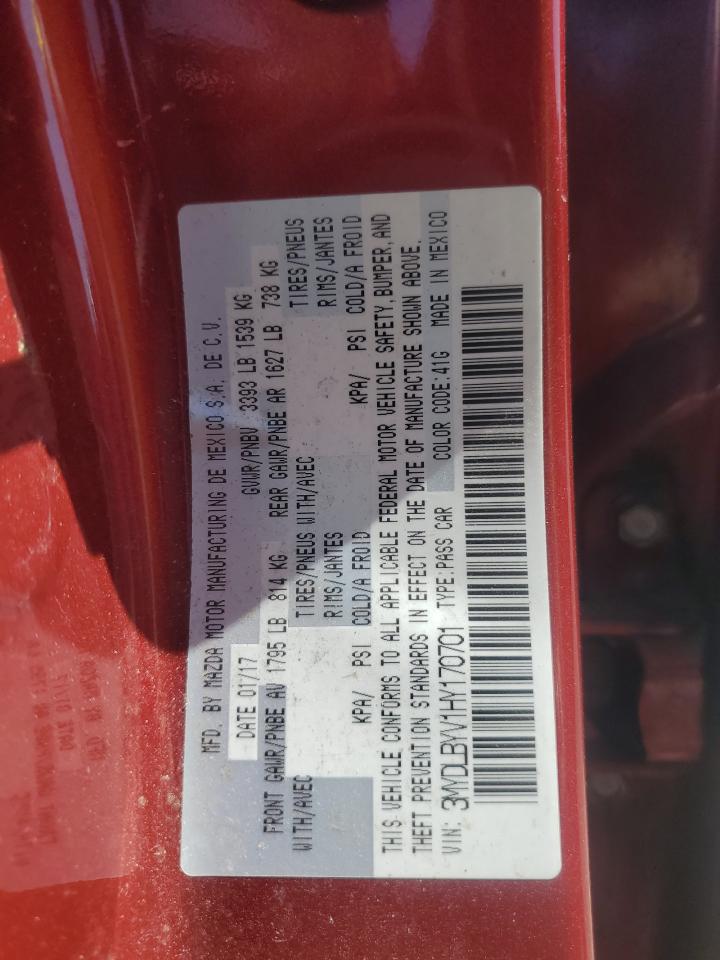 MFD. BY MAZDA MOTOR MANUFACTURING DE MEXICO S.A. DE C.V.
DATE 01/17 GVWR/PNBV 3393 LB 1539 KG
FRONT GAWR/PNBE AV 1795 LB 814 KG REAR GAWR/PNBE AR 1627 LB 738 KG
WITH/AVEC TIRES/PNEUS WITH/AVEC TIRES/PNEUS
RIMS/JANTES RIMS/JANTES
KPA/ PSI COLD/A FROID KPA/ PSI COLD/A FROID
THIS VEHICLE CONFORMS TO ALL APPLICABLE FEDERAL MOTOR VEHICLE SAFETY, BUMPER, AND
THEFT PREVENTION STANDARDS IN EFFECT ON THE DATE OF MANUFACTURE SHOWN ABOVE.
VIN: 3MYDLBYV1HY170701 TYPE:PASS CAR COLOR CODE:41G MADE IN MEXICO